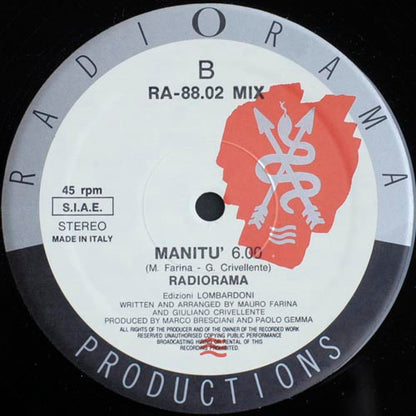 RADIORAMA
B
RA-88.02 MIX
45 rpm
S.I.A.E.
STEREO
MADE IN ITALY
MANITU' 6.00
(M. Farina - G. Crivellente)
RADIORAMA
Edizioni LOMBARDONI
WRITTEN AND ARRANGED BY MAURO FARINA
AND GIULIANO CRIVELLENTE
PRODUCED BY MARCO BRESCIANI AND PAOLO GEMMA
ALL RIGHTS OF THE PRODUCER AND OF THE OWNER OF THE RECORDED WORK
RESERVED UNAUTHORISED COPYING PUBLIC PERFORMANCE
BROADCASTING HIRING OR RENTAL OF THIS
RECORDING PROHIBITED
PRODUCTIONS